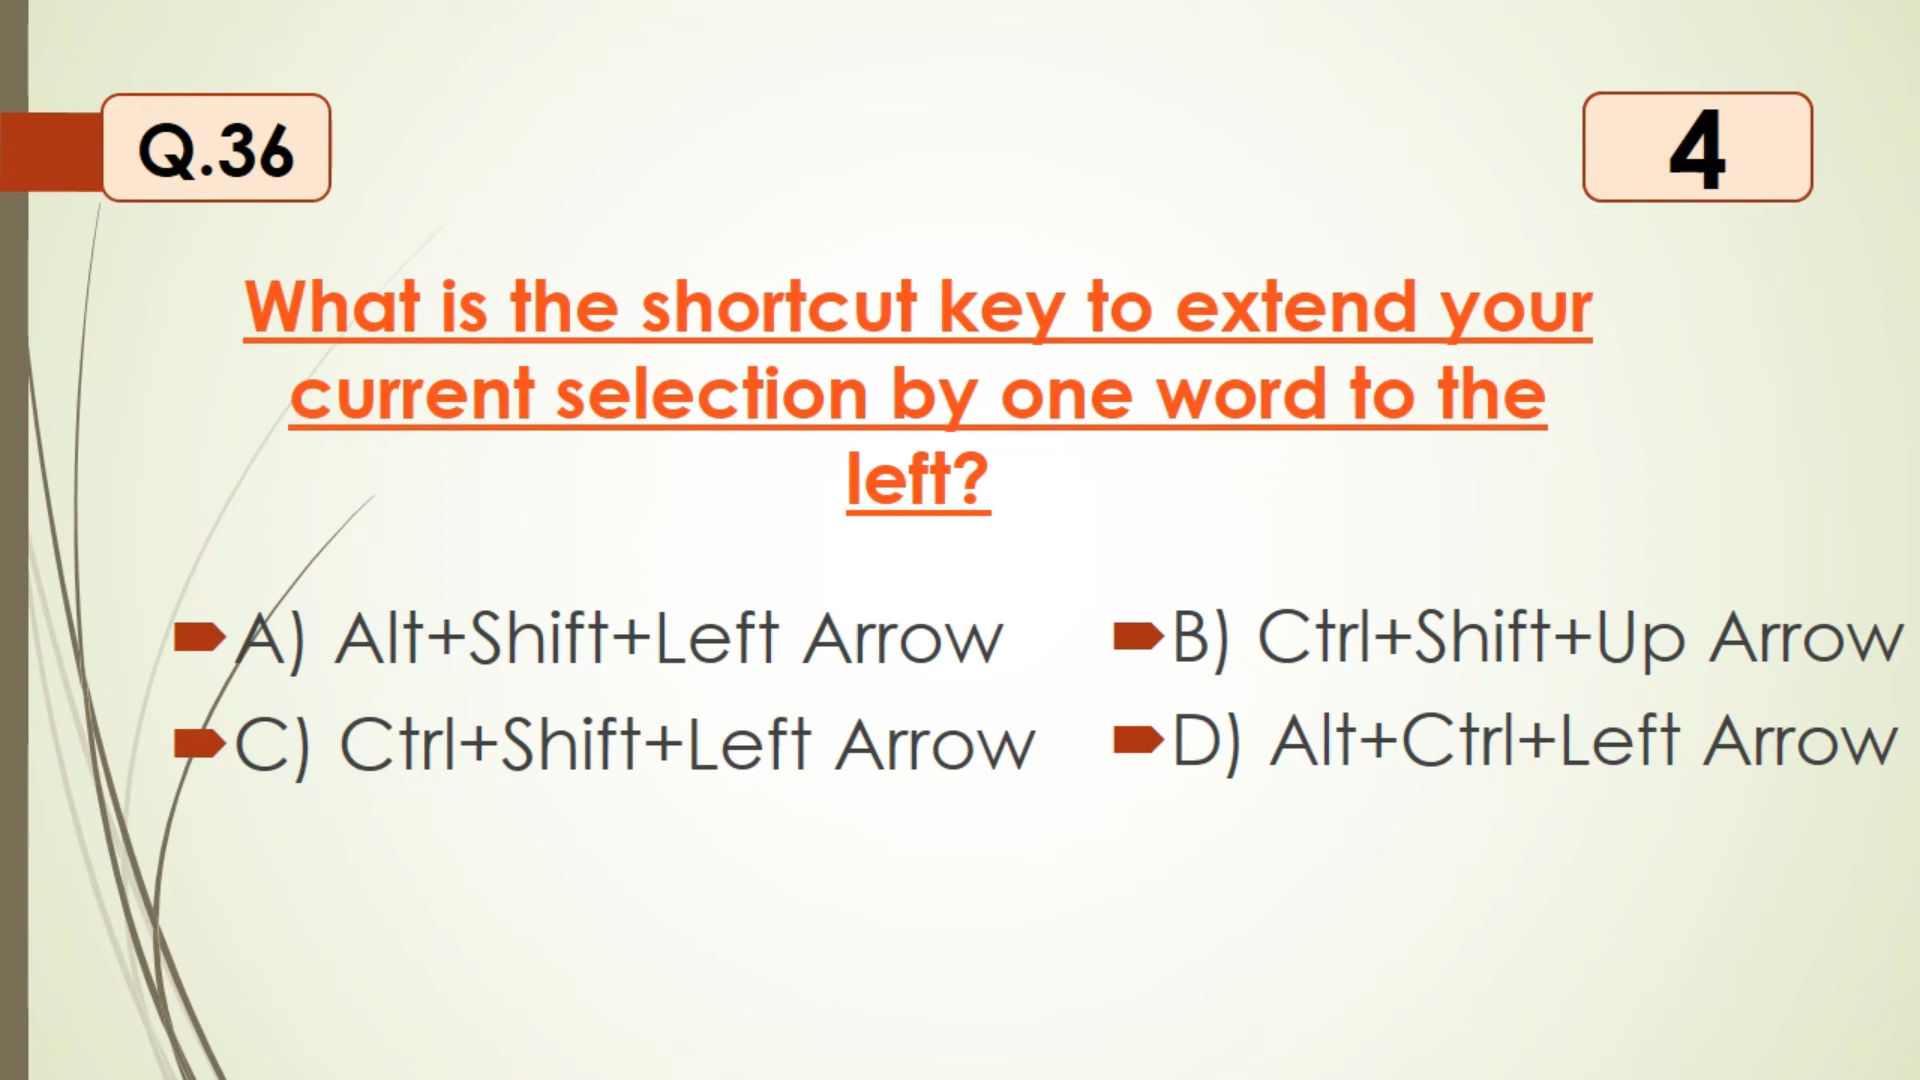 Q.36
4
What is the shortcut key to extend your
current selection by one word to the
left?
A) Alt+Shift+Left Arrow
B) Ctrl+Shift+Up Arrow
C) Ctrl+Shift+Left Arrow
D) Alt+Ctrl+Left Arrow